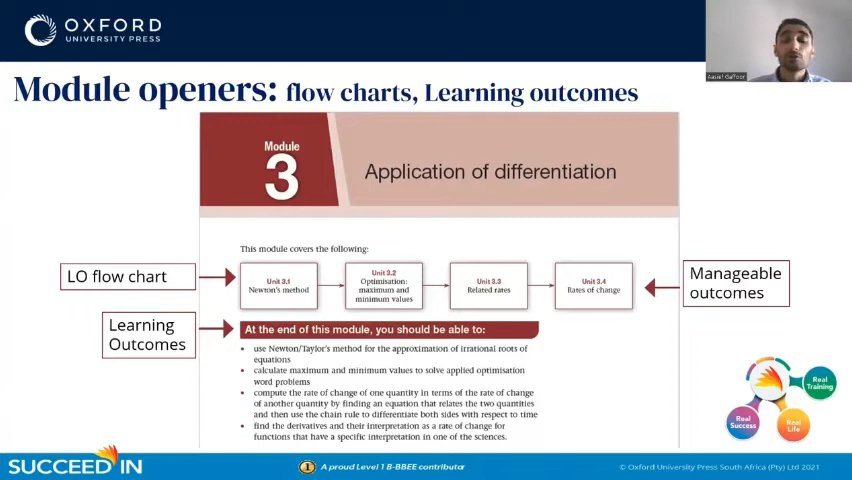 OXFORD
UNIVERSITY PRESS
Aasief Gaffoor
Module openers: flow charts, Learning outcomes
Module
3
Application of differentiation
This module covers the following:
LO flow chart
Unit 3.1
Newton's method
Unit 3.2
Optimisation:
maximum and
minimum values
Unit 3.3
Related rates
Unit 3.4
Rates of change
Manageable
outcomes
Learning
Outcomes
At the end of this module, you should be able to:
• use Newton/Taylor's method for the approximation of irrational roots of
equations
• calculate maximum and minimum values to solve applied optimisation
word problems
• compute the rate of change of one quantity in terms of the rate of change
of another quantity by finding an equation that relates the two quantities
and then use the chain rule to differentiate both sides with respect to time
• find the derivatives and their interpretation as a rate of change for
functions that have a specific interpretation in one of the sciences.
Real
Training
Real
Success
Real
Life
SUCCEED IN
1 A proud Level 1 B-BBEE contributor
© Oxford University Press South Africa (Pty) Ltd 2021